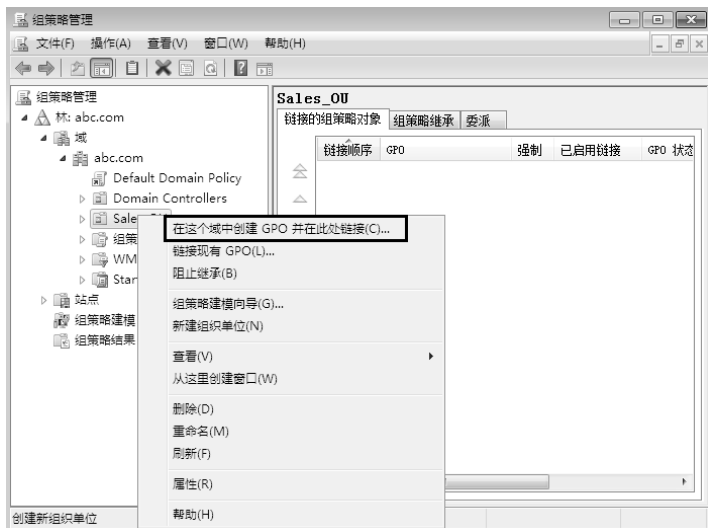 组策略管理
文件(F) 操作(A) 查看(V) 窗口(W) 帮助(H)
组策略管理
林: abc.com
域
abc.com
Default Domain Policy
Domain Controllers
Sale
组策
WM
Star
站点
组策略建模
组策略结果
Sales_OU
链接的组策略对象 组策略继承 委派
链接顺序 GPO 强制 已启用链接 GPO 状态
在这个域中创建 GPO 并在此处链接(C)...
链接现有 GPO(L)...
阻止继承(B)
组策略建模向导(G)...
新建组织单位(N)
查看(V)
从这里创建窗口(W)
删除(D)
重命名(M)
刷新(F)
属性(R)
帮助(H)
创建新组织单位